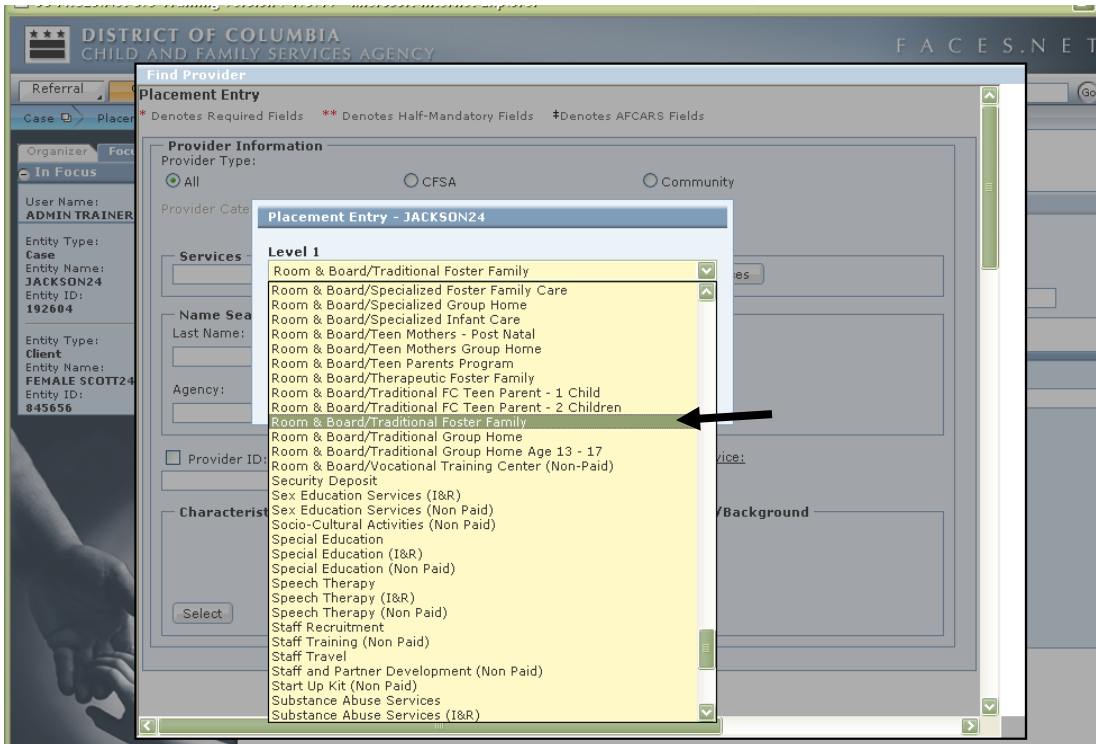 DISTRICT OF COLUMBIA
CHILD AND FAMILY SERVICES AGENCY
FACES.NET
Referral
Go
Case
Find Provider
Placement Entry
* Denotes Required Fields ** Denotes Half-Mandatory Fields ‡Denotes AFCARS Fields
Organizer
In Focus
User Name:
ADMIN TRAINER
Entity Type:
Case
Entity Name:
JACKSON24
Entity ID:
192604
Entity Type:
Client
Entity Name:
FEMALE SCOTT24
Entity ID:
845656
Provider Information
Provider Type:
All CFSA Community
Provider
Services
Last Name:
Agency:
Provider ID:
Select
Placement Entry - JACKSON24
Level 1
Room & Board/Traditional Foster Family
Room & Board/Specialized Foster Family Care
Room & Board/Specialized Group Home
Room & Board/Specialized Infant Care
Room & Board/Teen Mothers - Post Natal
Room & Board/Teen Mothers Group Home
Room & Board/Teen Parents Program
Room & Board/Therapeutic Foster Family
Room & Board/Traditional FC Teen Parent - 1 Child
Room & Board/Traditional FC Teen Parent - 2 Children
Room & Board/Traditional Foster Family
Room & Board/Traditional Group Home
Room & Board/Traditional Group Home Age 13 - 17
Room & Board/Vocational Training Center (Non-Paid)
Security Deposit
Sex Education Services (I&R)
Sex Education Services (Non Paid)
Socio-Cultural Activities (Non Paid)
Special Education
Special Education (I&R)
Special Education (Non Paid)
Speech Therapy
Speech Therapy (I&R)
Speech Therapy (Non Paid)
Staff Recruitment
Staff Training (Non Paid)
Staff Travel
Staff and Partner Development (Non Paid)
Start Up Kit (Non Paid)
Substance Abuse Services
Substance Abuse Services (I&R)
/Background